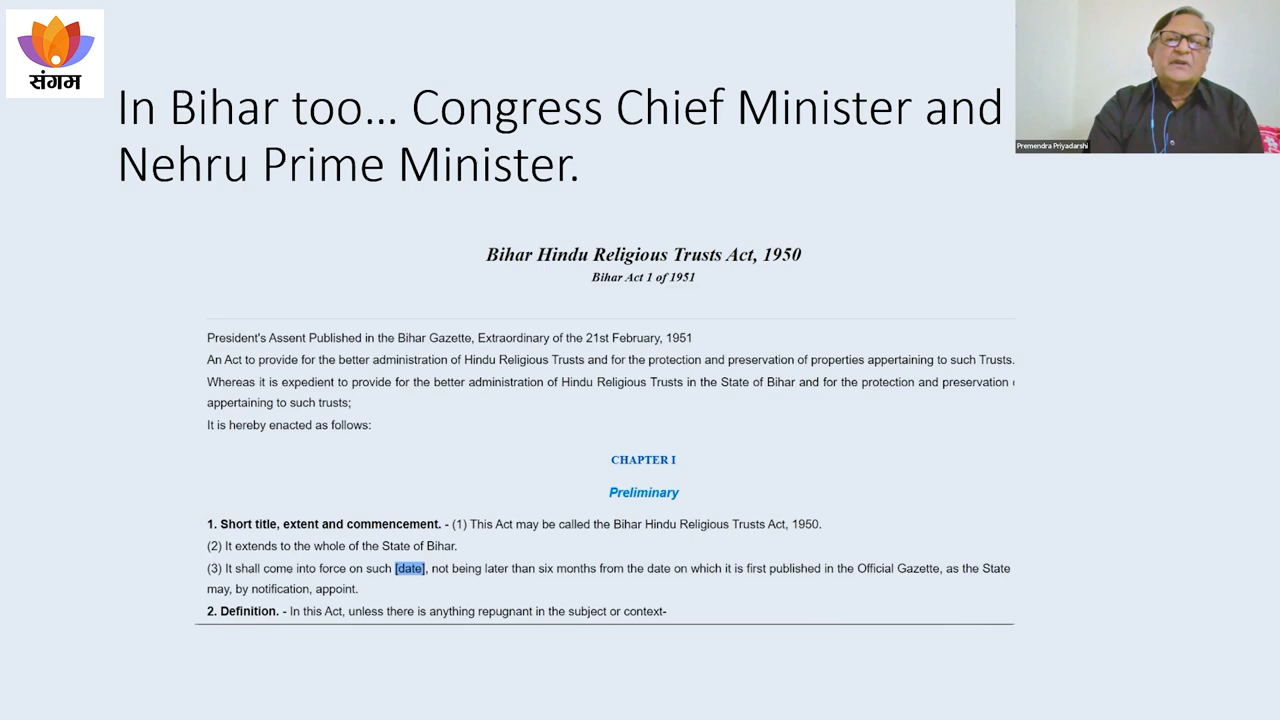 संगम
In Bihar too... Congress Chief Minister and
Nehru Prime Minister.
Premendra Priyadarshi
Bihar Hindu Religious Trusts Act, 1950
Bihar Act 1 of 1951
President's Assent Published in the Bihar Gazette, Extraordinary of the 21st February, 1951
An Act to provide for the better administration of Hindu Religious Trusts and for the protection and preservation of properties appertaining to such Trusts.
Whereas it is expedient to provide for the better administration of Hindu Religious Trusts in the State of Bihar and for the protection and preservation
appertaining to such trusts;
It is hereby enacted as follows:
CHAPTER I
Preliminary
1. Short title, extent and commencement. - (1) This Act may be called the Bihar Hindu Religious Trusts Act, 1950.
(2) It extends to the whole of the State of Bihar.
(3) It shall come into force on such [date], not being later than six months from the date on which it is first published in the Official Gazette, as the State
may, by notification, appoint.
2. Definition. - In this Act, unless there is anything repugnant in the subject or context-